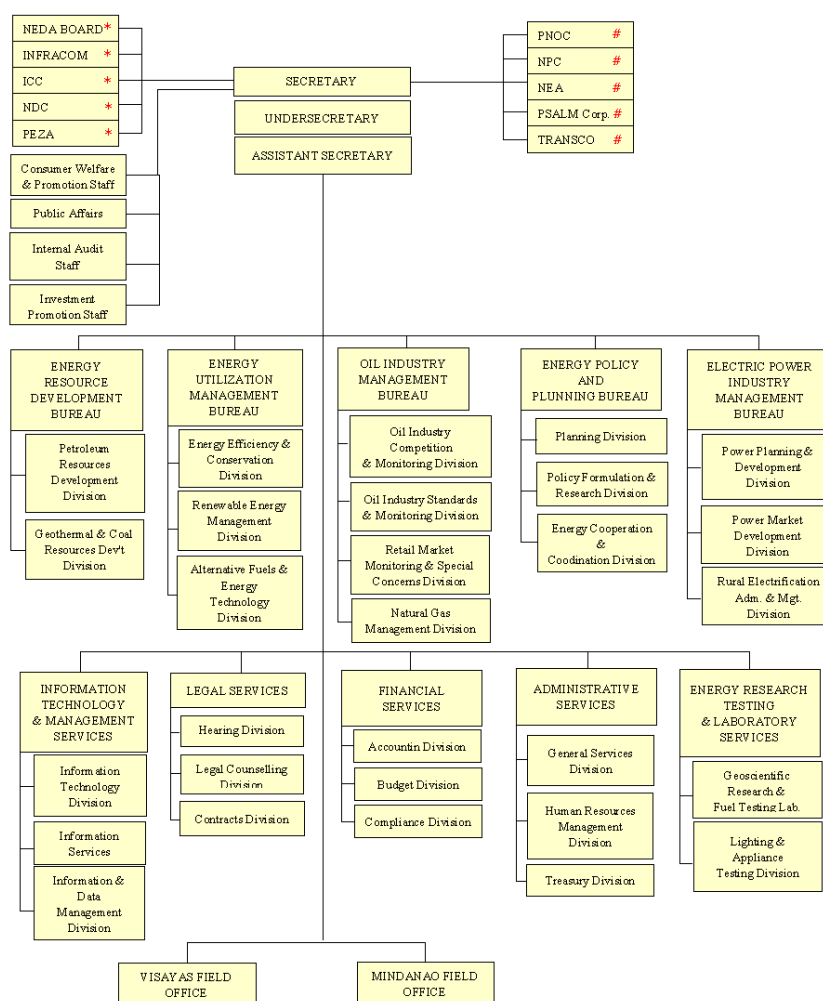 NEDA BOARD*
INFRACOM *
ICC *
NDC *
PEZA *
SECRETARY
UNDERSECRETARY
ASSISTANT SECRETARY
PNOC #
NPC #
NEA #
PSALM Corp. #
TRANSCO #
Consumer Welfare
& Promotion Staff
Public Affairs
Internal Audit
Staff
Investment
Promotion Staff
ENERGY
RESOURCE
DEVELOPMENT
BUREAU
Petroleum
Resources
Development
Division
Geothermal & Coal
Resources Dev't
Division
ENERGY
UTILIZATION
MANAGEMENT
BUREAU
Energy Efficiency &
Conservation
Division
Renewable Energy
Management
Division
Alternative Fuels &
Energy
Technology
Division
OIL INDUSTRY
MANAGEMENT
BUREAU
Oil Industry
Competition
& Monitoring Division
Oil Industry Standards
& Monitoring Division
Retail Market
Monitoring & Special
Concerns Division
Natural Gas
Management Division
ENERGY POLICY
AND
PLUNNING BUREAU
Planning Division
Policy Formulation &
Research Division
Energy Cooperation
&
Coodination Division
ELECTRIC POWER
INDUSTRY
MANAGEMENT
BUREAU
Power Planning &
Development
Division
Power Market
Development
Division
Rural Electrification
Adm. & Mgt.
Division
INFORMATION
TECHNOLOGY
& MANAGEMENT
SERVICES
Information
Technology
Division
Information
Services
Information &
Data
Management
Division
LEGAL SERVICES
Hearing Division
Legal Counselling
Division
Contracts Division
FINANCIAL
SERVICES
Accountin Division
Budget Division
Compliance Division
ADMINISTRATIVE
SERVICES
General Services
Division
Human Resources
Management
Division
Treasury Division
ENERGY RESEARCH
TESTING
& LABORATORY
SERVICES
Geoscientific
Research &
Fuel Testing Lab.
Lighting &
Appliance
Testing Division
VISAYAS FIELD
OFFICE
MINDANAO FIELD
OFFICE